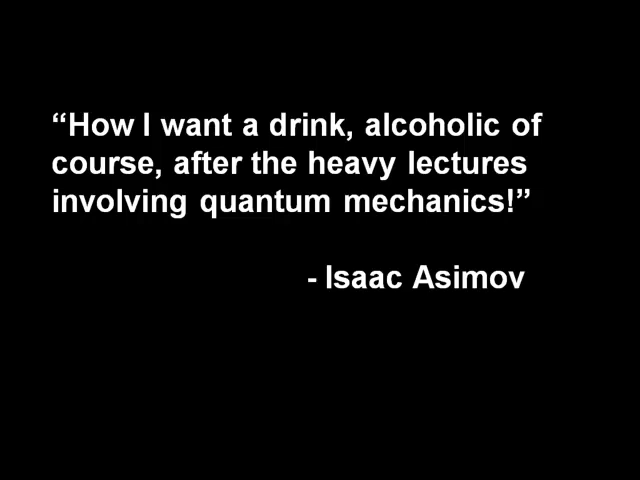 “How I want a drink, alcoholic of
course, after the heavy lectures
involving quantum mechanics!”
- Isaac Asimov